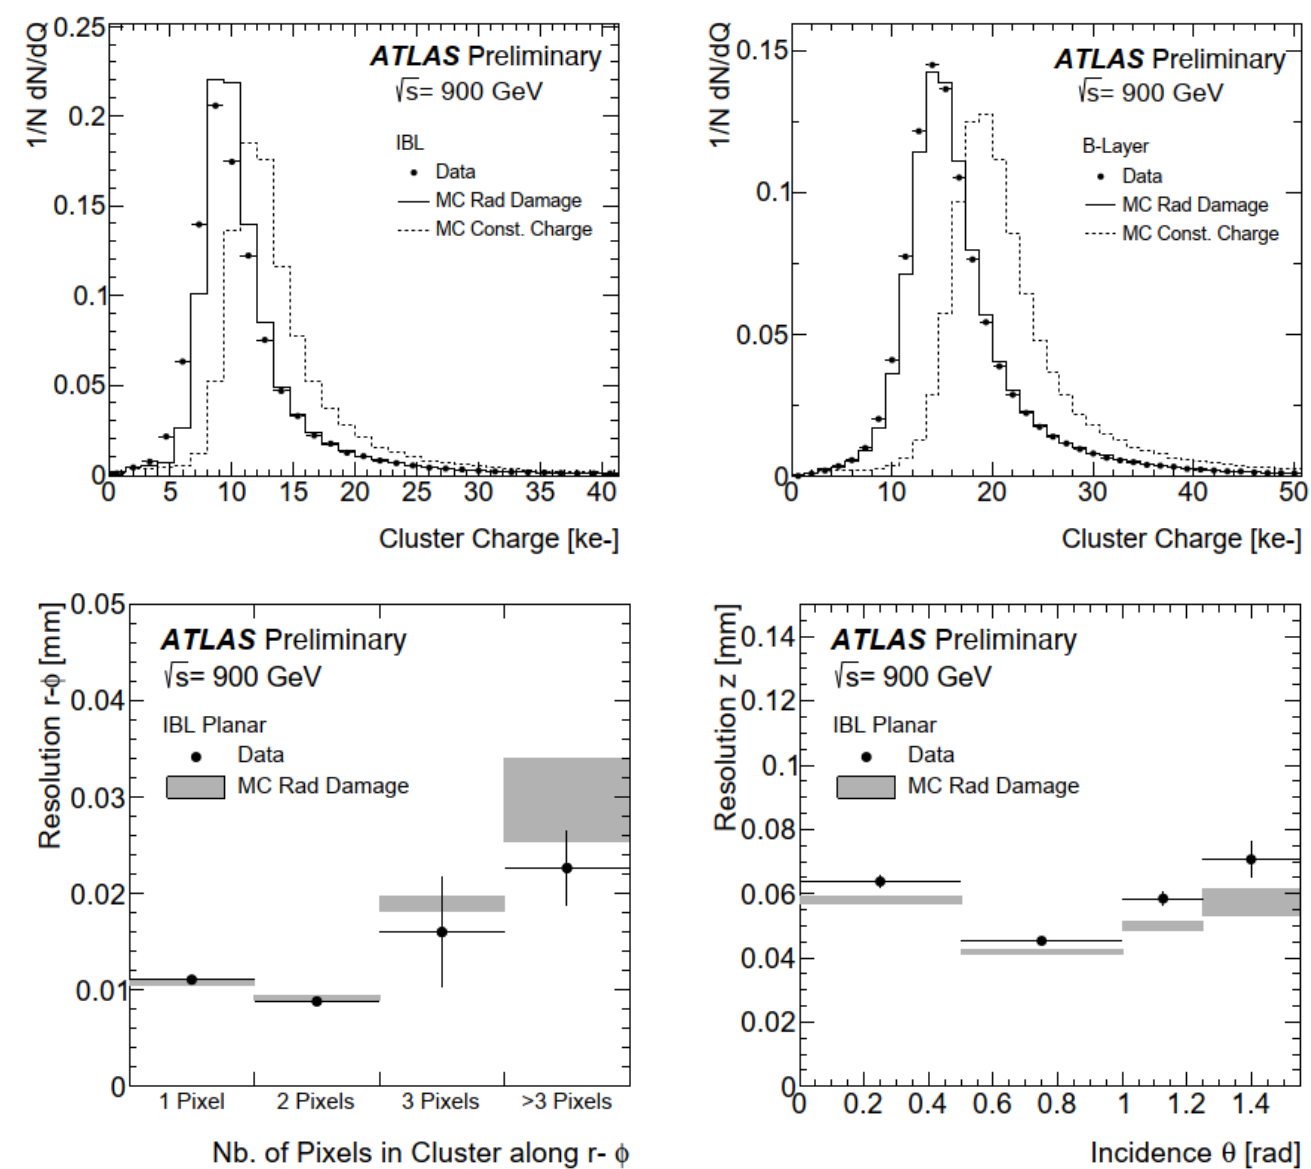 0.25
0.2
0.15
0.1
0.05
0
1/N dN/dQ
ATLAS Preliminary
√s= 900 GeV
IBL
Data
MC Rad Damage
MC Const. Charge
0 5 10 15 20 25 30 35 40
Cluster Charge [ke-]
0.15
0.1
0.05
0
1/N dN/dQ
ATLAS Preliminary
√s= 900 GeV
B-Layer
Data
MC Rad Damage
MC Const. Charge
0 10 20 30 40 50
Cluster Charge [ke-]
0.05
0.04
0.03
0.02
0.01
0
Resolution r-ϕ [mm]
ATLAS Preliminary
√s= 900 GeV
IBL Planar
Data
MC Rad Damage
1 Pixel 2 Pixels 3 Pixels >3 Pixels
Nb. of Pixels in Cluster along r- ϕ
0.14
0.12
0.1
0.08
0.06
0.04
0.02
0
Resolution z [mm]
ATLAS Preliminary
√s= 900 GeV
IBL Planar
Data
MC Rad Damage
0 0.2 0.4 0.6 0.8 1 1.2 1.4
Incidence θ [rad]